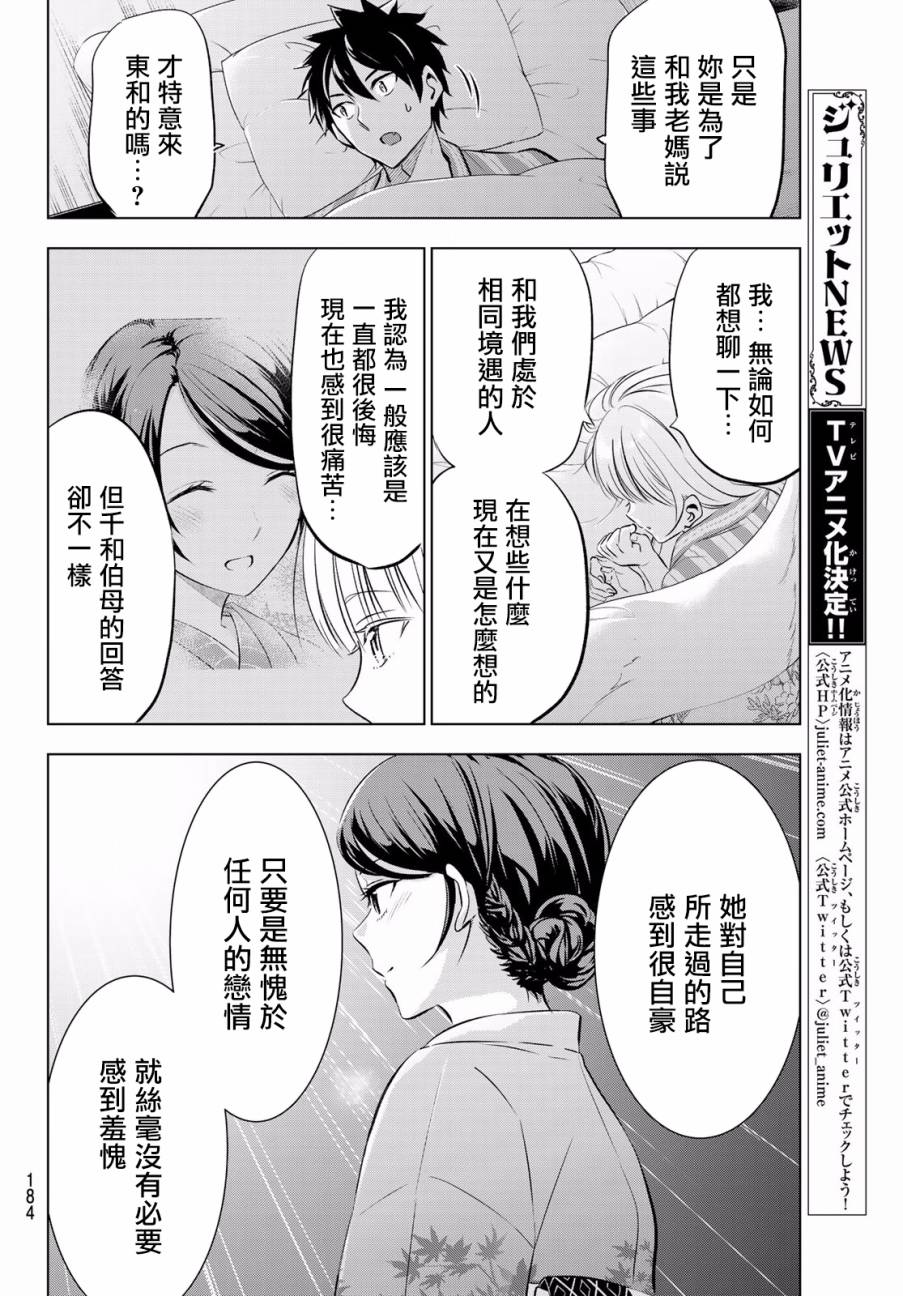 只是
妳是為了
和我老媽說
這些事
才特意來
東和的嗎…?
我…無論如何
都想聊一下…
和我們處於
相同境遇的人
在想些什麼
現在又是怎麼想的
我認為 一般應該是
一直都很後悔
現在也感到很痛苦…
但千和伯母的回答
卻不一樣
她對自己
所走過的路
感到很自豪
只要是無愧於
任何人的戀情
就絲毫沒有必要
感到羞愧
ジュリエットNEWS
TVアニメ化決定!!
アニメ化情報はアニメ公式ホームページ、もしくは公式Twitterでチェックしよう!
〈公式HP〉juliet-anime.com 〈公式Twitter〉@juliet_anime
184